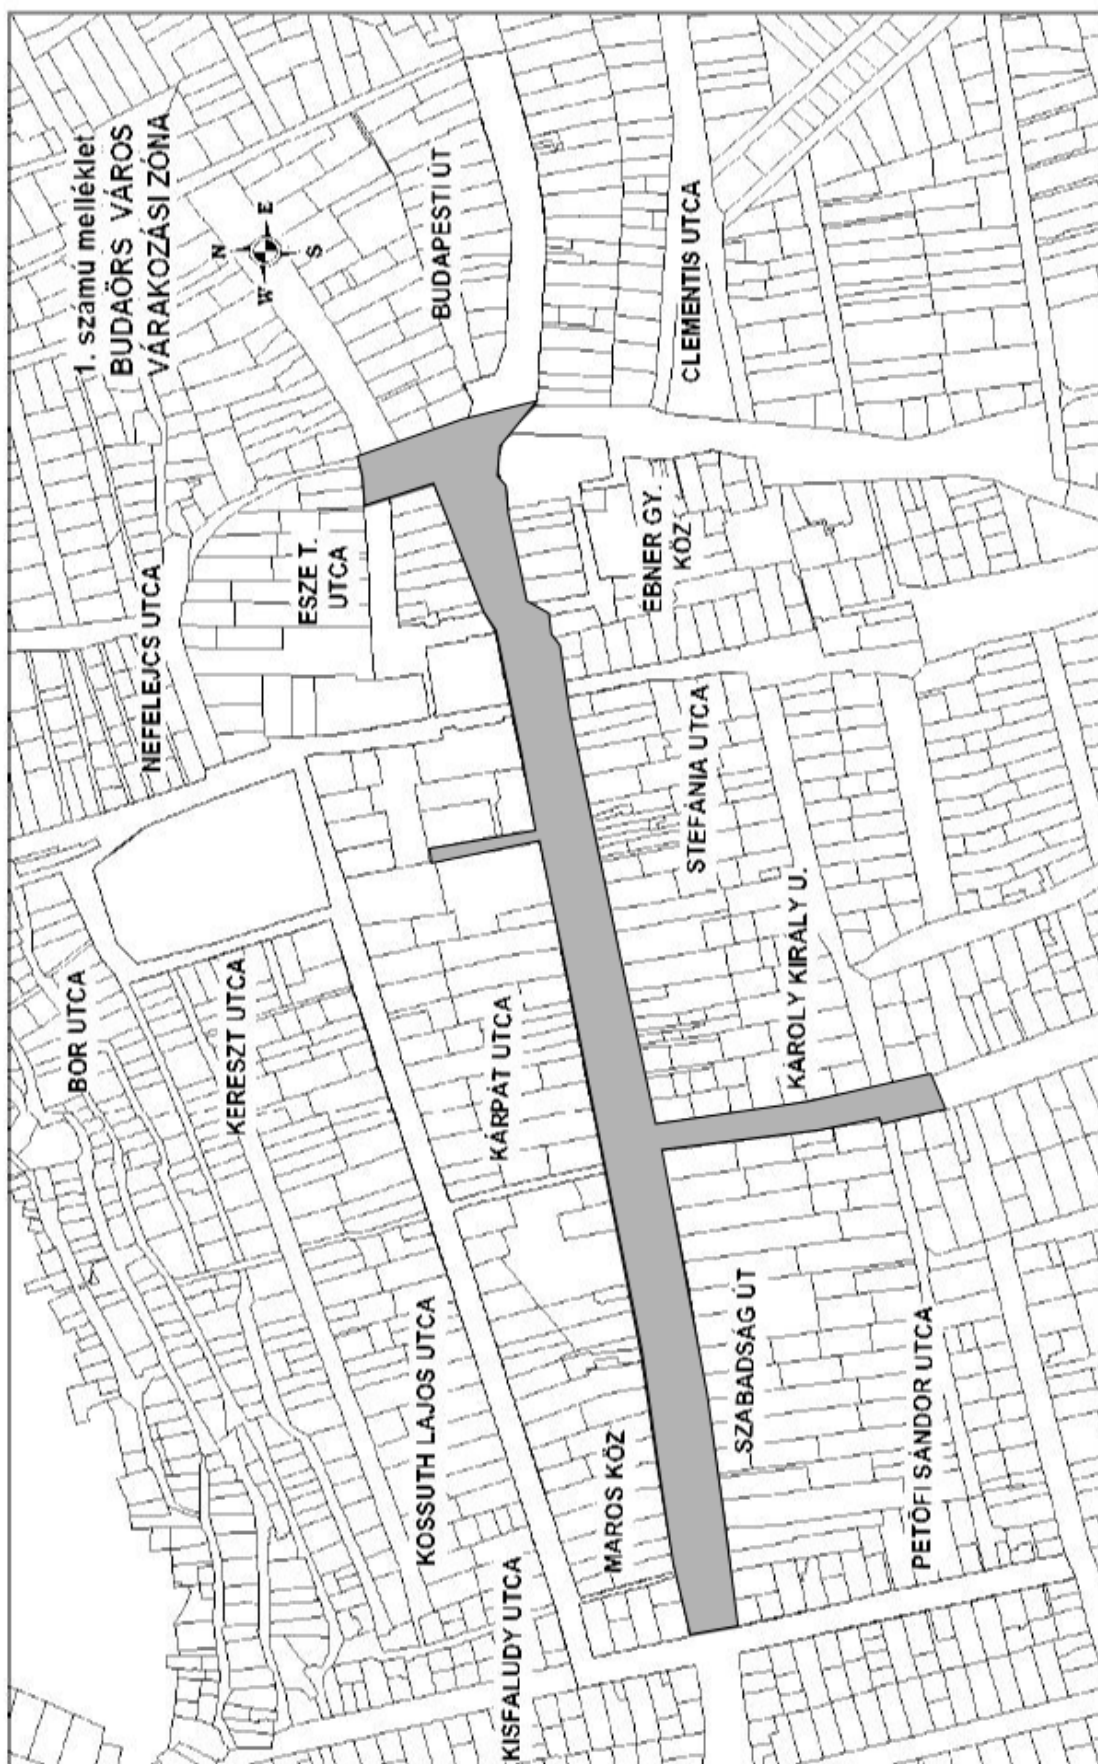 1. számú melléklet
BUDAÖRS VÁROS
VÁRAKOZÁSI ZÓNA
N
W
E
S
BUDAPESTI ÚT
CLEMENTIS UTCA
NEFELEJCS UTCA
ESZE T.
UTCA
ÉBNER GY.
KÖZ
STEFÁNIA UTCA
KÁROLY KIRÁLY U.
BOR UTCA
KERESZT UTCA
KÁRPÁT UTCA
KOSSUTH LAJOS UTCA
MAROS KÖZ
SZABADSÁG ÚT
PETŐFI SÁNDOR UTCA
KISFALUDY UTCA